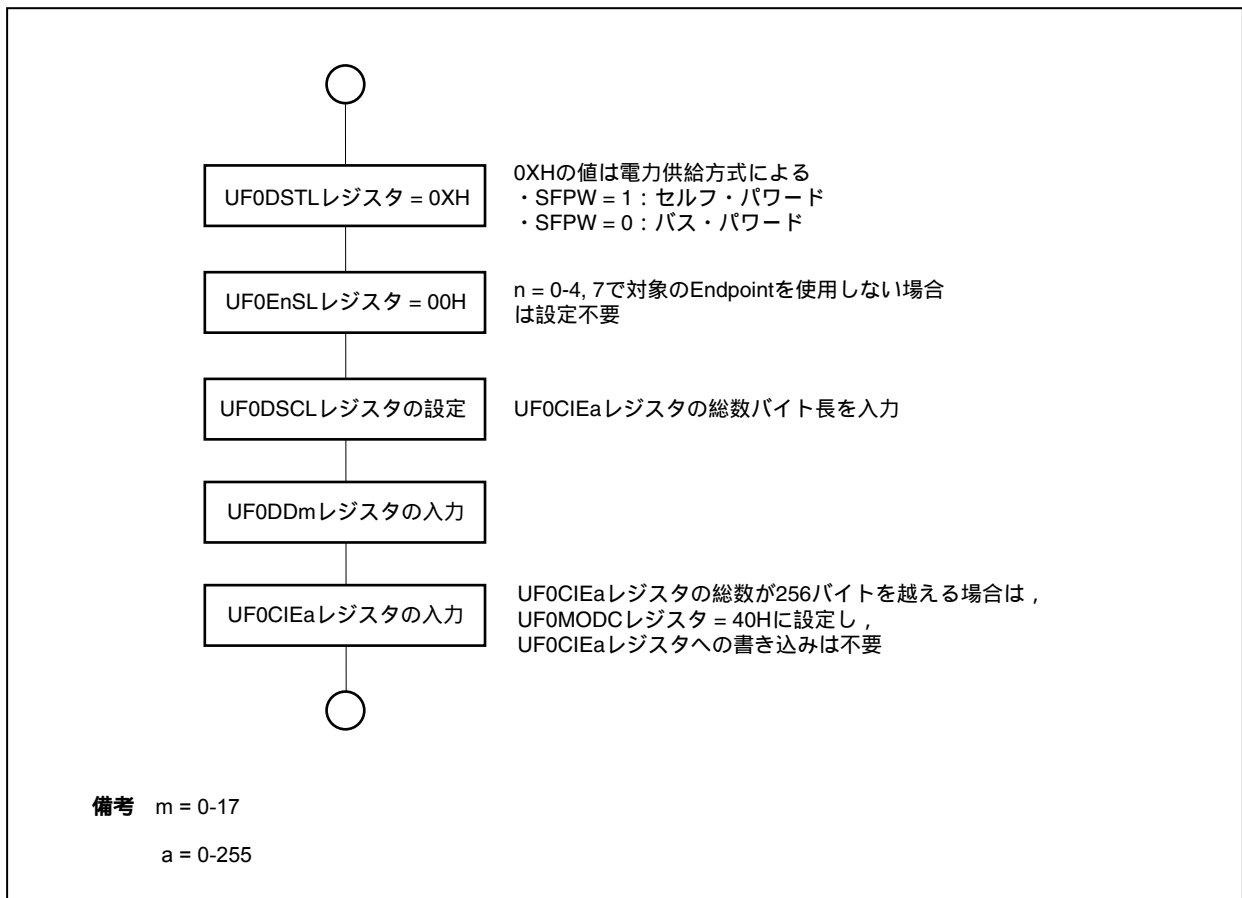 UF0DSTLレジスタ = 0XH
0XHの値は電力供給方式による
・SFPW = 1：セルフ・パワード
・SFPW = 0：バス・パワード
UF0EnSLレジスタ = 00H
n = 0-4, 7で対象のEndpointを使用しない場合
は設定不要
UF0DSCLレジスタの設定
UF0CIEaレジスタの総数バイト長を入力
UF0DDmレジスタの入力
UF0CIEaレジスタの入力
UF0CIEaレジスタの総数が256バイトを越える場合は，
UF0MODCレジスタ = 40Hに設定し，
UF0CIEaレジスタへの書き込みは不要
備考 m = 0-17
a = 0-255